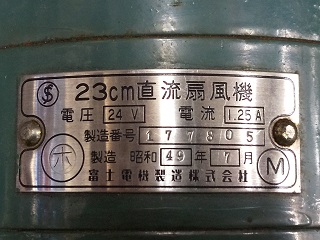 23cm直流扇風機
電圧 24 V 電流 1.25 A
製造番号 177805
製造 昭和 49 年 7 月
M
富士電機製造株式会社